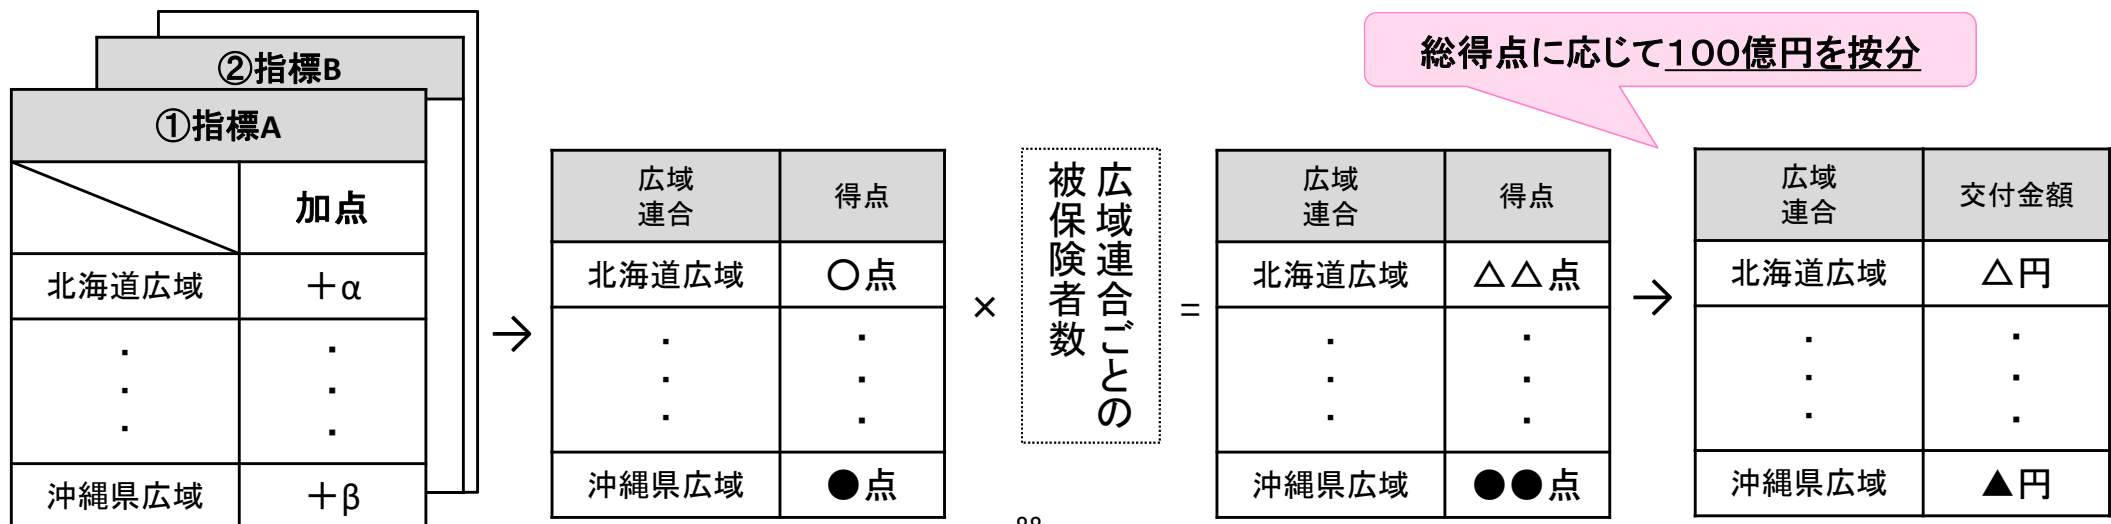 ②指標B
①指標A
加点
北海道広域 ＋α
・ ・
・ ・
・ ・
沖縄県広域 ＋β
→
広域
連合
得点
北海道広域 〇点
・ ・
・ ・
・ ・
沖縄県広域 ●点
×
広域連合ごとの
被保険者数
＝
広域
連合
得点
北海道広域 △△点
・ ・
・ ・
・ ・
沖縄県広域 ●●点
→
総得点に応じて１００億円を按分
広域
連合
交付金額
北海道広域 △円
・ ・
・ ・
・ ・
沖縄県広域 ▲円